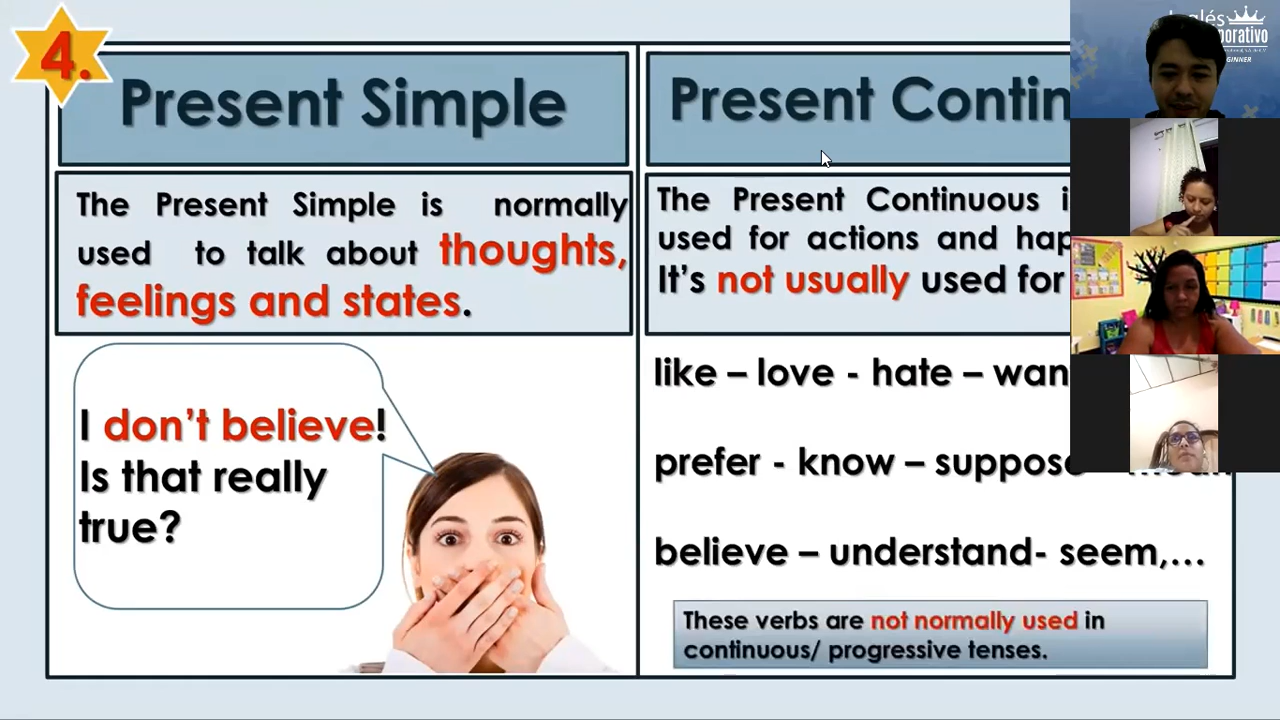 4.
Present Simple
The Present Simple is normally
used to talk about thoughts,
feelings and states.
I don't believe!
Is that really
true?
Present Contin
The Present Continuous i
used for actions and hap
It's not usually used for
like – love - hate – wan
prefer - know – suppose
believe – understand- seem,...
These verbs are not normally used in
continuous/ progressive tenses.